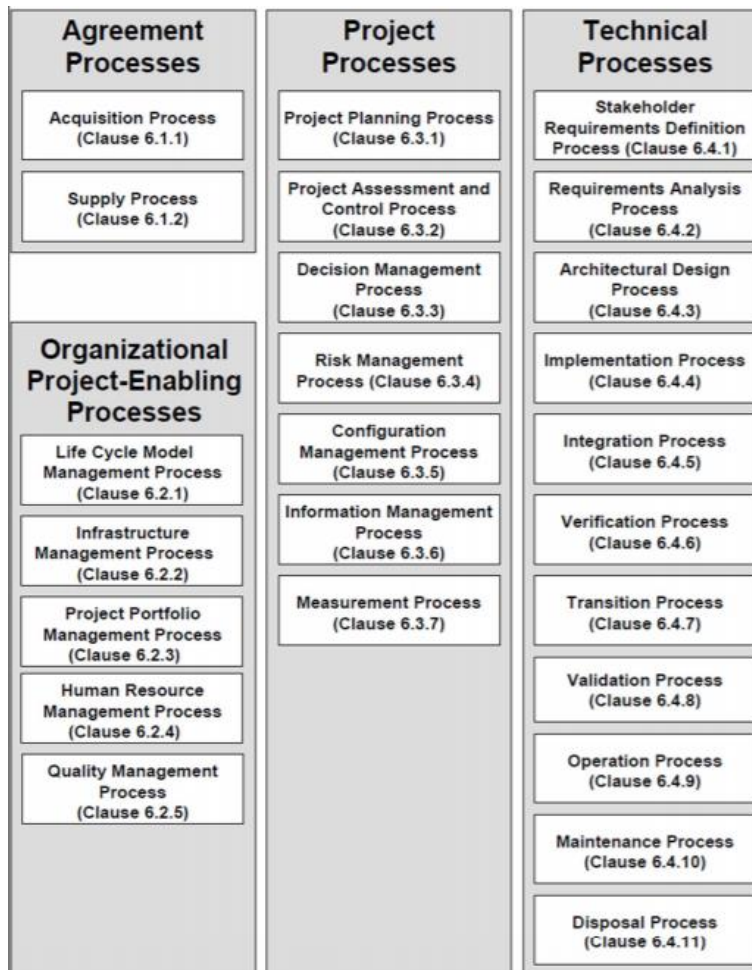 Agreement
Processes
Acquisition Process
(Clause 6.1.1)
Supply Process
(Clause 6.1.2)
Organizational
Project-Enabling
Processes
Life Cycle Model
Management Process
(Clause 6.2.1)
Infrastructure
Management Process
(Clause 6.2.2)
Project Portfolio
Management Process
(Clause 6.2.3)
Human Resource
Management Process
(Clause 6.2.4)
Quality Management
Process
(Clause 6.2.5)
Project
Processes
Project Planning Process
(Clause 6.3.1)
Project Assessment and
Control Process
(Clause 6.3.2)
Decision Management
Process
(Clause 6.3.3)
Risk Management
Process (Clause 6.3.4)
Configuration
Management Process
(Clause 6.3.5)
Information Management
Process
(Clause 6.3.6)
Measurement Process
(Clause 6.3.7)
Technical
Processes
Stakeholder
Requirements Definition
Process (Clause 6.4.1)
Requirements Analysis
Process
(Clause 6.4.2)
Architectural Design
Process
(Clause 6.4.3)
Implementation Process
(Clause 6.4.4)
Integration Process
(Clause 6.4.5)
Verification Process
(Clause 6.4.6)
Transition Process
(Clause 6.4.7)
Validation Process
(Clause 6.4.8)
Operation Process
(Clause 6.4.9)
Maintenance Process
(Clause 6.4.10)
Disposal Process
(Clause 6.4.11)